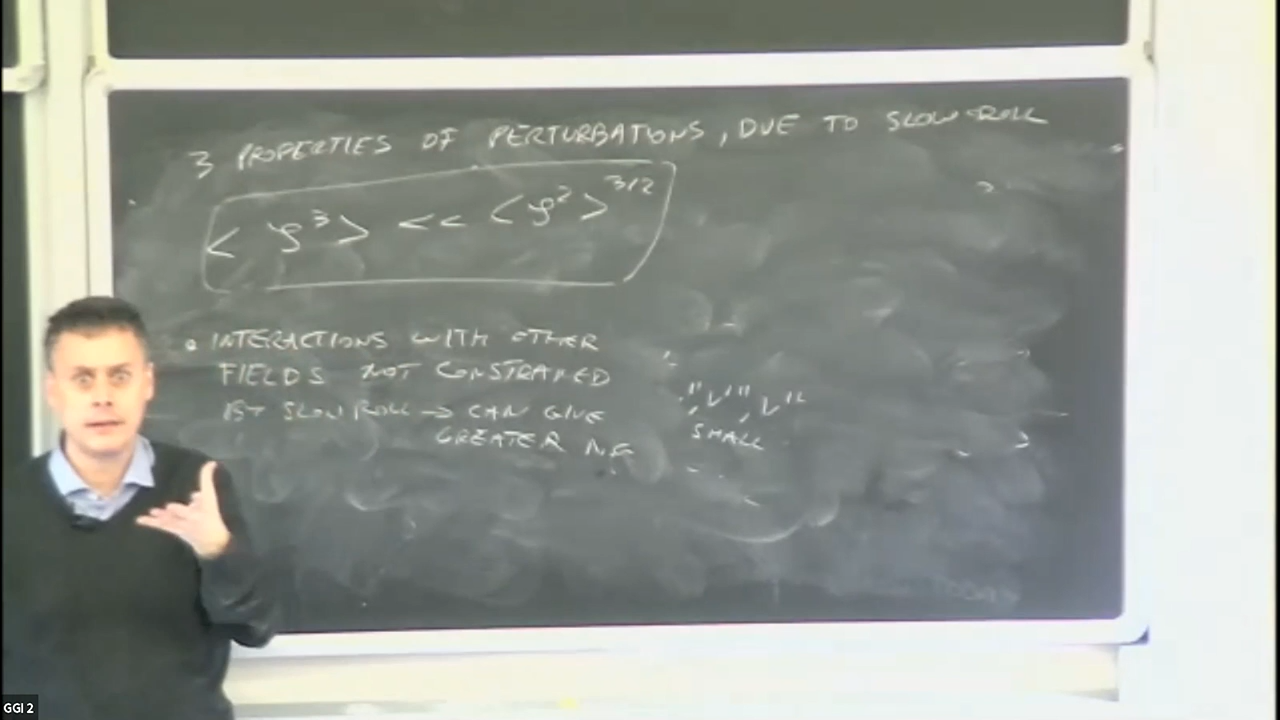 3 PROPERTIES OF PERTURBATIONS, DUE TO SLOW-ROLL
< ζ³ > << < ζ² >^3/2
• INTERACTIONS WITH OTHER
FIELDS NOT CONSTRAINED
BY SLOW ROLL → CAN GIVE
GREATER NG
V''' V''
SMALL
GGI 2